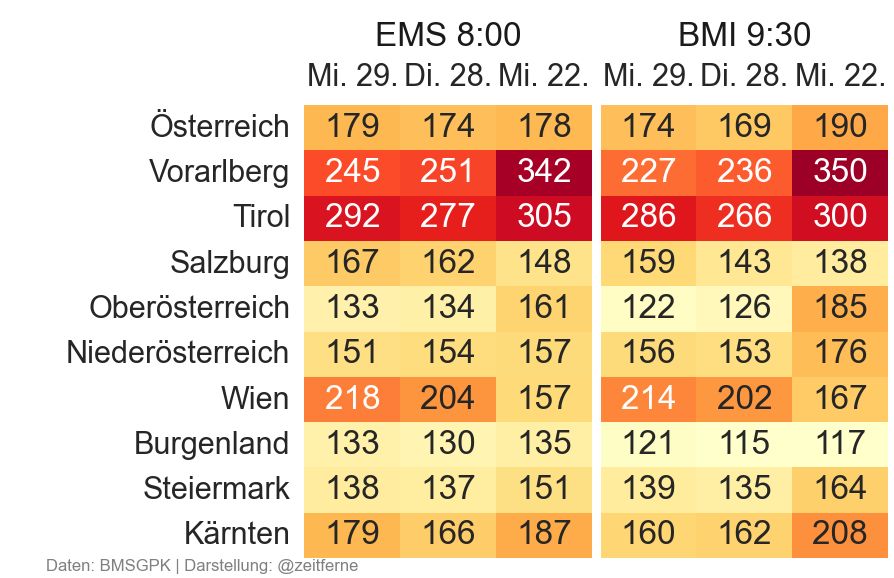 EMS 8:00 BMI 9:30
Mi. 29. Di. 28. Mi. 22. Mi. 29. Di. 28. Mi. 22.
Österreich 179 174 178 174 169 190
Vorarlberg 245 251 342 227 236 350
Tirol 292 277 305 286 266 300
Salzburg 167 162 148 159 143 138
Oberösterreich 133 134 161 122 126 185
Niederösterreich 151 154 157 156 153 176
Wien 218 204 157 214 202 167
Burgenland 133 130 135 121 115 117
Steiermark 138 137 151 139 135 164
Kärnten 179 166 187 160 162 208
Daten: BMSGPK | Darstellung: @zeitferne